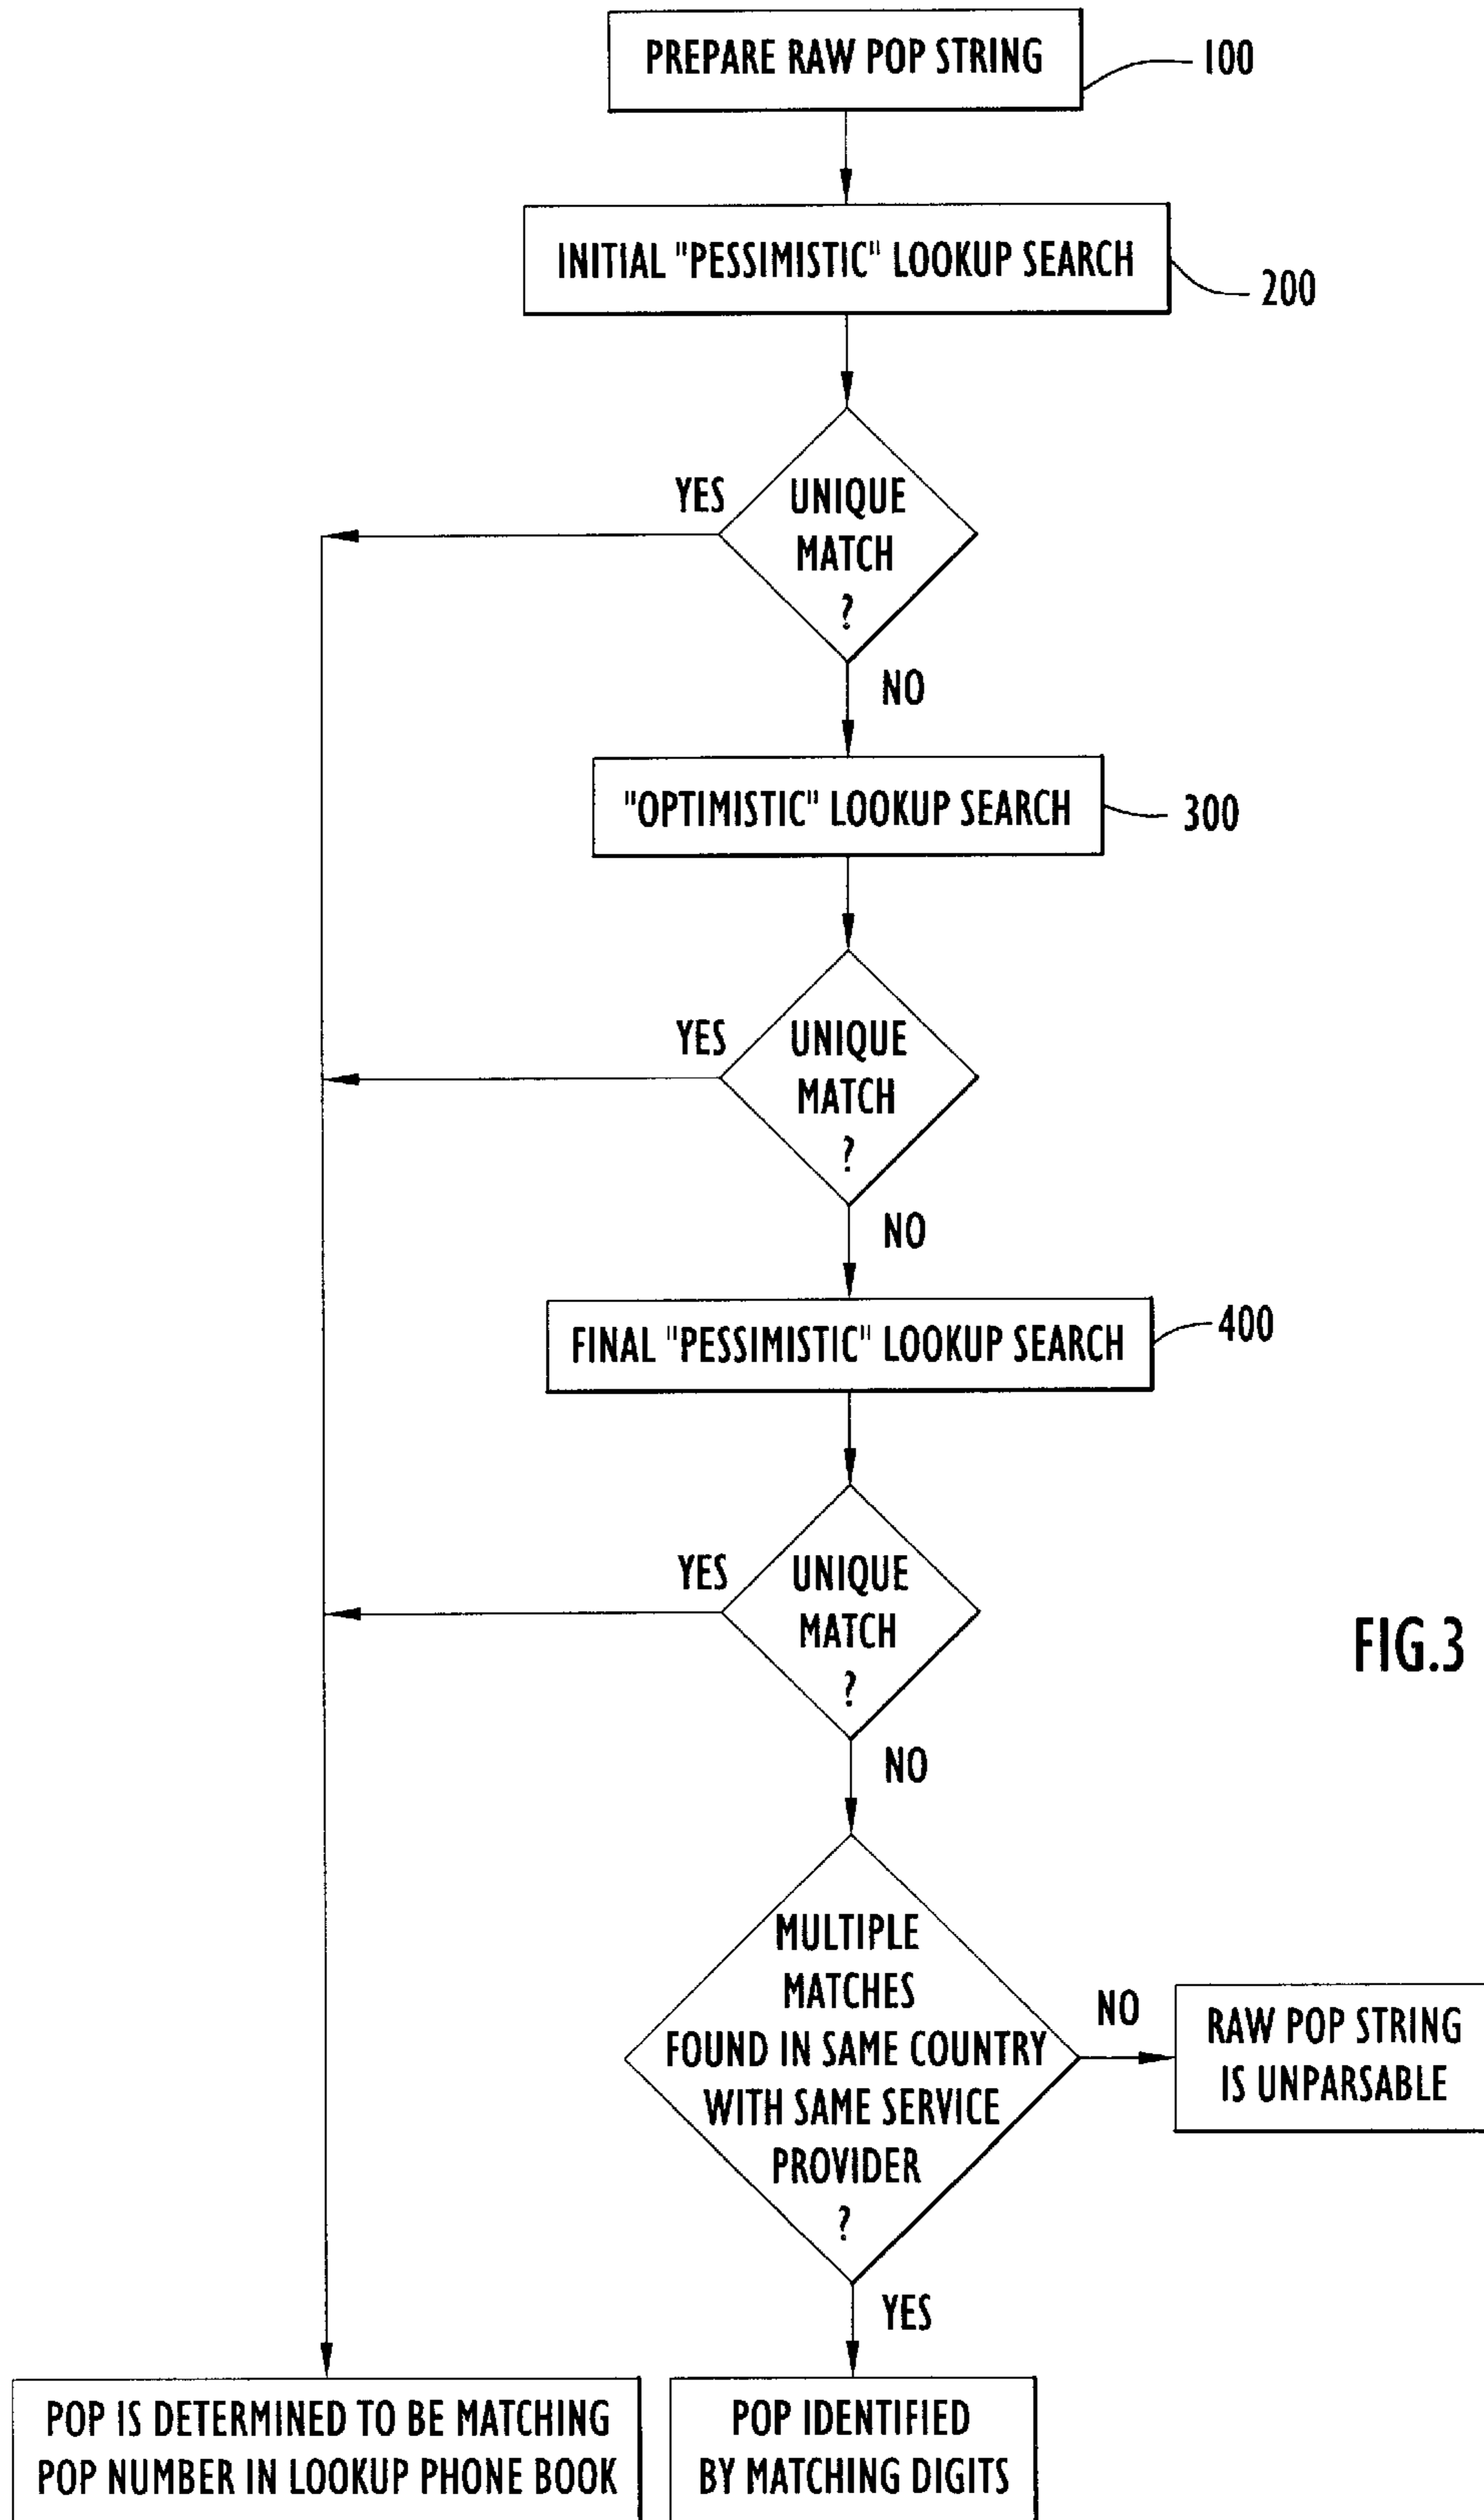 PREPARE RAW POP STRING
100
INITIAL "PESSIMISTIC" LOOKUP SEARCH
200
YES
UNIQUE
MATCH
?
NO
"OPTIMISTIC" LOOKUP SEARCH
300
YES
UNIQUE
MATCH
?
NO
FINAL "PESSIMISTIC" LOOKUP SEARCH
400
YES
UNIQUE
MATCH
?
FIG.3
NO
MULTIPLE
MATCHES
FOUND IN SAME COUNTRY
WITH SAME SERVICE
PROVIDER
?
NO
RAW POP STRING
IS UNPARSABLE
YES
POP IS DETERMINED TO BE MATCHING
POP NUMBER IN LOOKUP PHONE BOOK
POP IDENTIFIED
BY MATCHING DIGITS